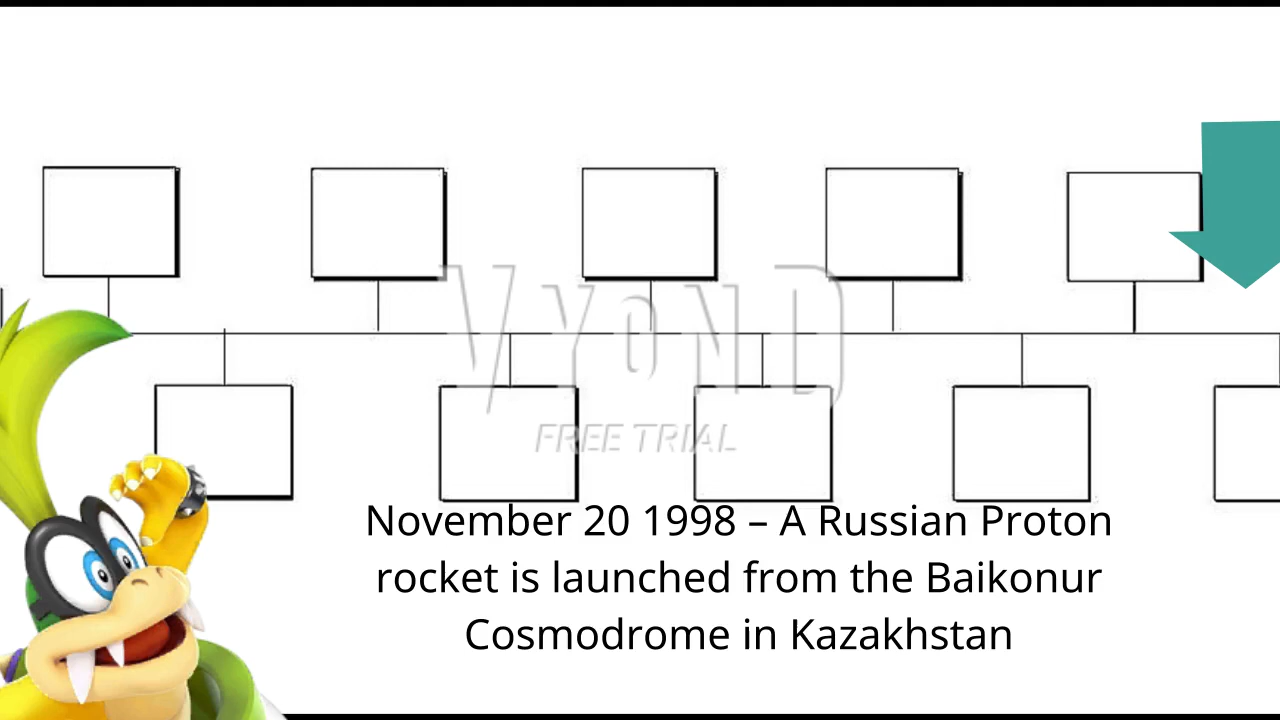 VYOND
FREE TRIAL
November 20 1998 – A Russian Proton
rocket is launched from the Baikonur
Cosmodrome in Kazakhstan